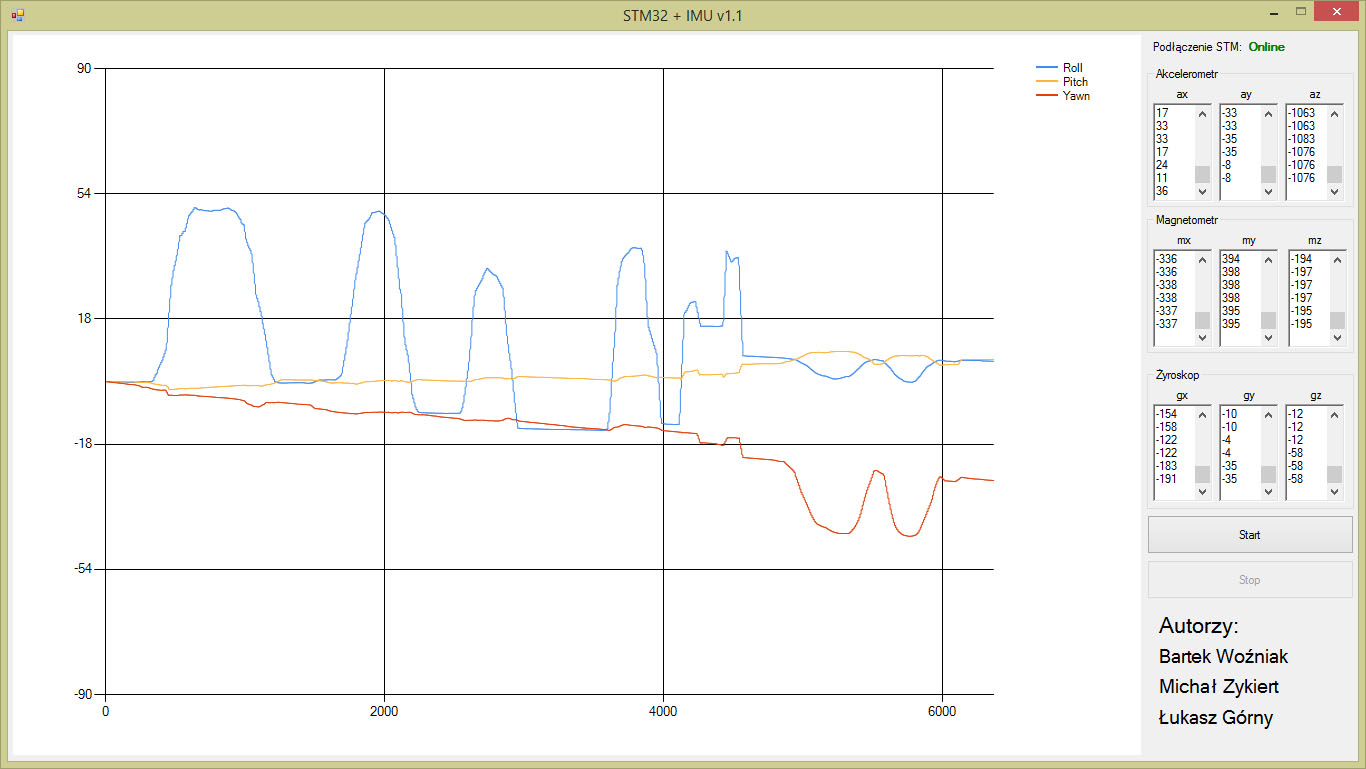 STM32 + IMU v1.1
90
54
18
-18
-54
-90
0 2000 4000 6000
Roll
Pitch
Yawn
Podłączenie STM: Online
Akcelerometr
ax ay az
17 -33 -1063
33 -33 -1063
33 -35 -1083
17 -35 -1076
24 -8 -1076
11 -8 -1076
36
Magnetometr
mx my mz
-336 394 -194
-336 398 -197
-338 398 -197
-338 398 -197
-337 395 -195
-337 395 -195
Żyroskop
gx gy gz
-154 -10 -12
-158 -10 -12
-122 -4 -12
-122 -4 -58
-183 -35 -58
-191 -35 -58
Start
Stop
Autorzy:
Bartek Woźniak
Michał Zykiert
Łukasz Górny